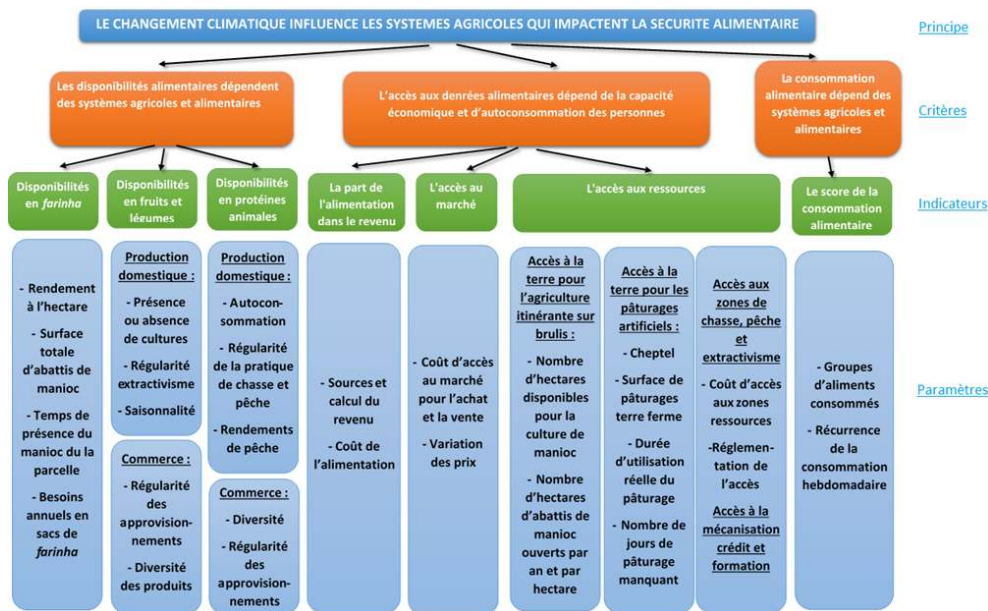 LE CHANGEMENT CLIMATIQUE INFLUENCE LES SYSTEMES AGRICOLES QUI IMPACTENT LA SECURITE ALIMENTAIRE
Principe
Les disponibilités alimentaires dépendent
des systèmes agricoles et alimentaires
L'accès aux denrées alimentaires dépend de la capacité
économique et d'autoconsommation des personnes
La
consommation
alimentaire dépend des
systèmes agricoles et
alimentaires
Critères
Disponibilités
en farinha
Disponibilités
en fruits et
légumes
Disponibilités
en protéines
animales
La part de
l'alimentation
dans le revenu
L'accès au
marché
L'accès aux ressources
Le score de la
consommation
alimentaire
Indicateurs
- Rendement
à l'hectare
- Surface
totale
d'abattis de
manioc
- Temps de
présence du
manioc du la
parcelle
- Besoins
annuels en
sacs de
farinha
Production
domestique :
- Présence
ou absence
de cultures
- Régularité
extractivisme
- Saisonnalité
Commerce :
- Régularité
des
approvision-
nements
- Diversité
des produits
Production
domestique :
- Autocon-
sommation
- Régularité
de la pratique
de chasse et
pêche
- Rendements
de pêche
Commerce :
- Diversité
- Régularité
des
approvision-
nements
- Sources et
calcul du
revenu
- Coût de
l'alimentation
- Coût d'accès
au marché
pour l'achat
et la vente
- Variation
des prix
Accès à la
terre pour
l'agriculture
itinérante sur
brulis :
- Nombre
d'hectares
disponibles
pour la
culture de
manioc
- Nombre
d'hectares
d'abattis de
manioc
ouverts par
an et par
hectare
Accès à la
terre pour les
pâturages
artificiels :
- Cheptel
- Surface de
pâturages
terre ferme
- Durée
d'utilisation
réelle du
pâturage
- Nombre de
jours de
pâturage
manquant
Accès aux
zones de
chasse, pêche
et
extractivisme
- Coût d'accès
aux zones
ressources
-Réglemen-
tation de
l'accès
Accès à la
mécanisation
crédit et
formation
- Groupes
d'aliments
consommés
- Récurrence
de la
consommation
hebdomadaire
Paramètres